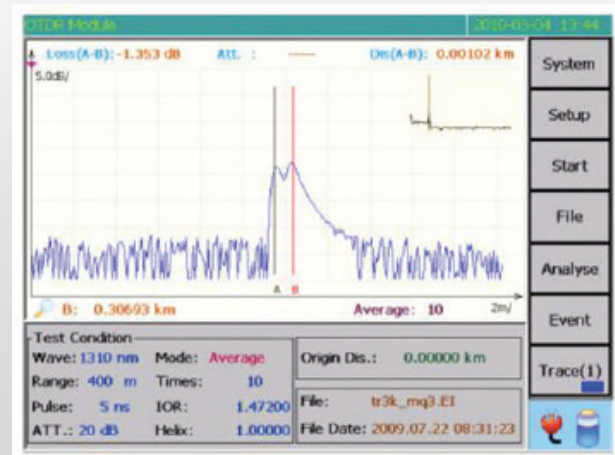 OTDR Module 2010-03-04 13:44
Loss(A-B):-1.353 dB Att. : ---- Dis(A-B): 0.00102 km
5.0dB/
A B
B: 0.30693 km Average: 10 2m/
System
Setup
Start
File
Analyse
Event
Trace(1)
Test Condition
Wave: 1310 nm Mode: Average
Range: 400 m Times: 10
Pulse: 5 ns IOR: 1.47200
ATT.: 20 dB Helix: 1.00000
Origin Dis.: 0.00000 km
File: tr3k_mq3.EI
File Date: 2009.07.22 08:31:23